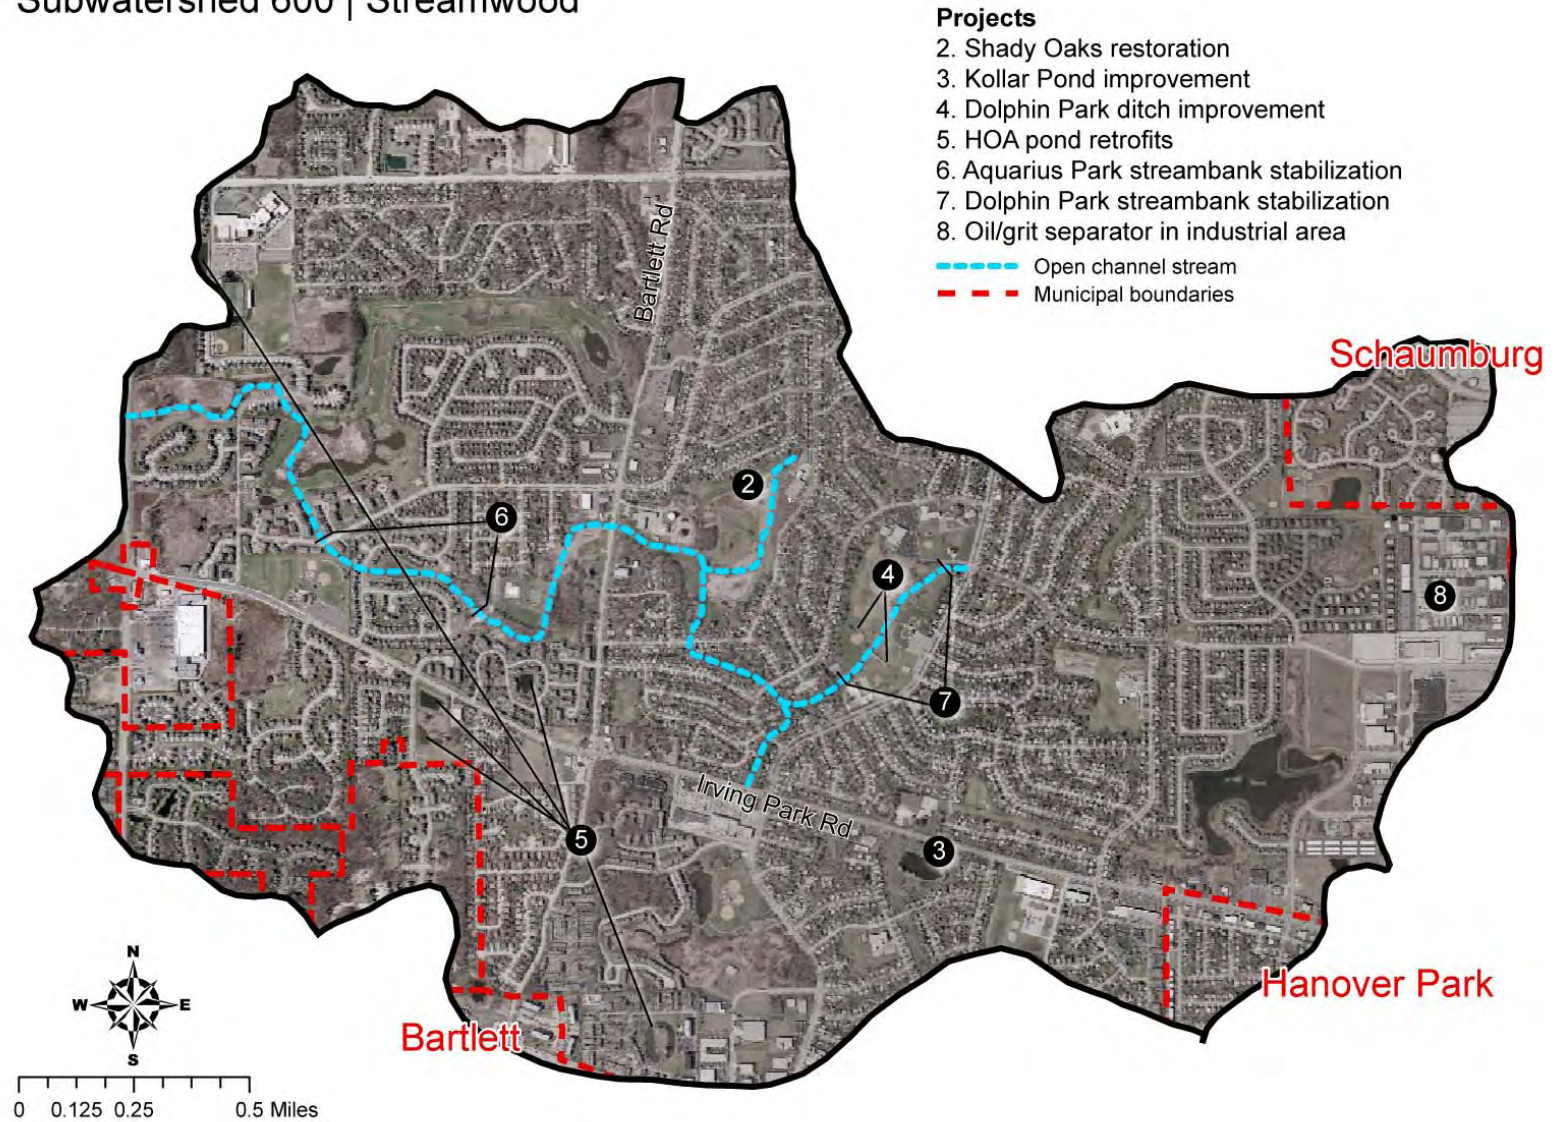 Subwatershed 600 | Streamwood
Projects
2. Shady Oaks restoration
3. Kollar Pond improvement
4. Dolphin Park ditch improvement
5. HOA pond retrofits
6. Aquarius Park streambank stabilization
7. Dolphin Park streambank stabilization
8. Oil/grit separator in industrial area
Open channel stream
Municipal boundaries
Bartlett Rd
Schaumburg
2
6
4
8
7
Irving Park Rd
5
3
Hanover Park
Bartlett
N
W E
S
0 0.125 0.25 0.5 Miles